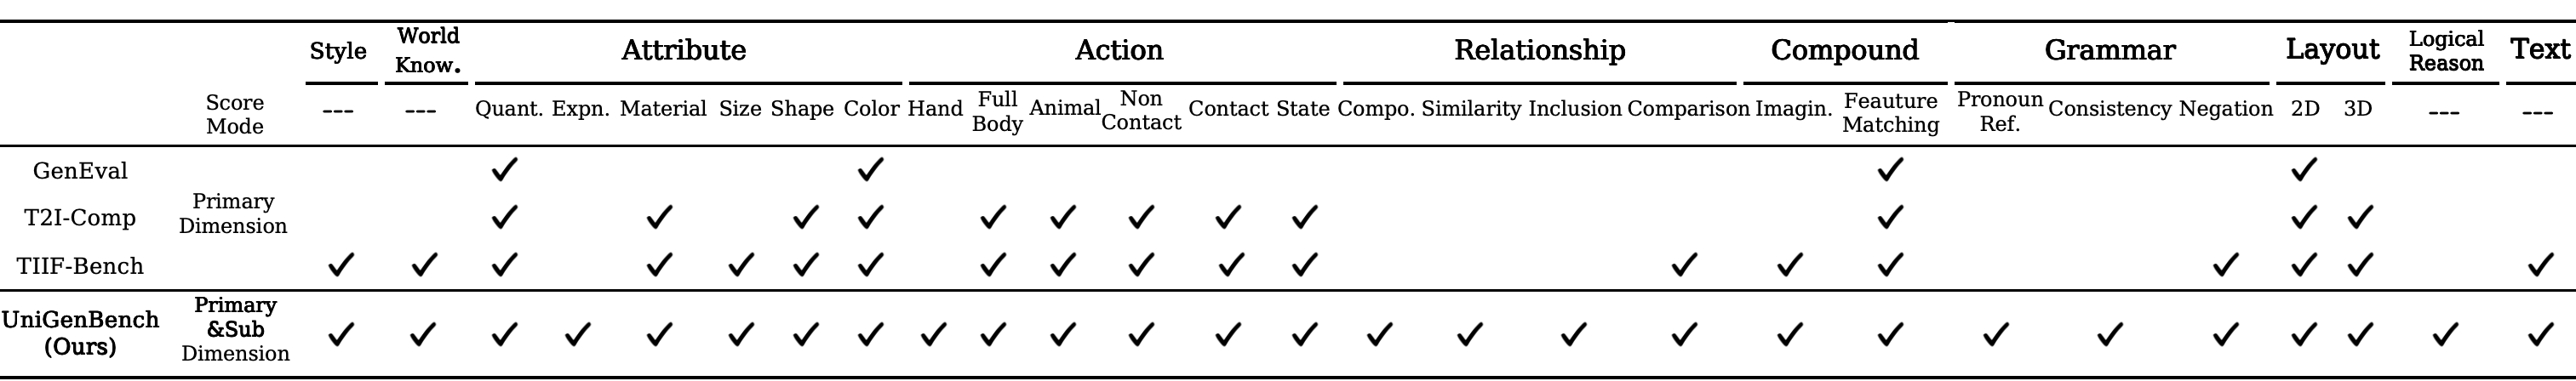 Style World Know. Attribute Action Relationship Compound Grammar Layout Logical Reason Text
Score Mode --- --- Quant. Expn. Material Size Shape Color Hand Full Body Animal Non Contact Contact State Compo. Similarity Inclusion Comparison Imagin. Feauture Matching Pronoun Ref. Consistency Negation 2D 3D --- ---
GenEval ✓ ✓ ✓ ✓
Primary Dimension
T2I-Comp ✓ ✓ ✓ ✓ ✓ ✓ ✓ ✓ ✓ ✓ ✓ ✓
TIIF-Bench ✓ ✓ ✓ ✓ ✓ ✓ ✓ ✓ ✓ ✓ ✓ ✓ ✓ ✓ ✓ ✓ ✓ ✓ ✓
UniGenBench (Ours) Primary &Sub Dimension ✓ ✓ ✓ ✓ ✓ ✓ ✓ ✓ ✓ ✓ ✓ ✓ ✓ ✓ ✓ ✓ ✓ ✓ ✓ ✓ ✓ ✓ ✓ ✓ ✓ ✓ ✓